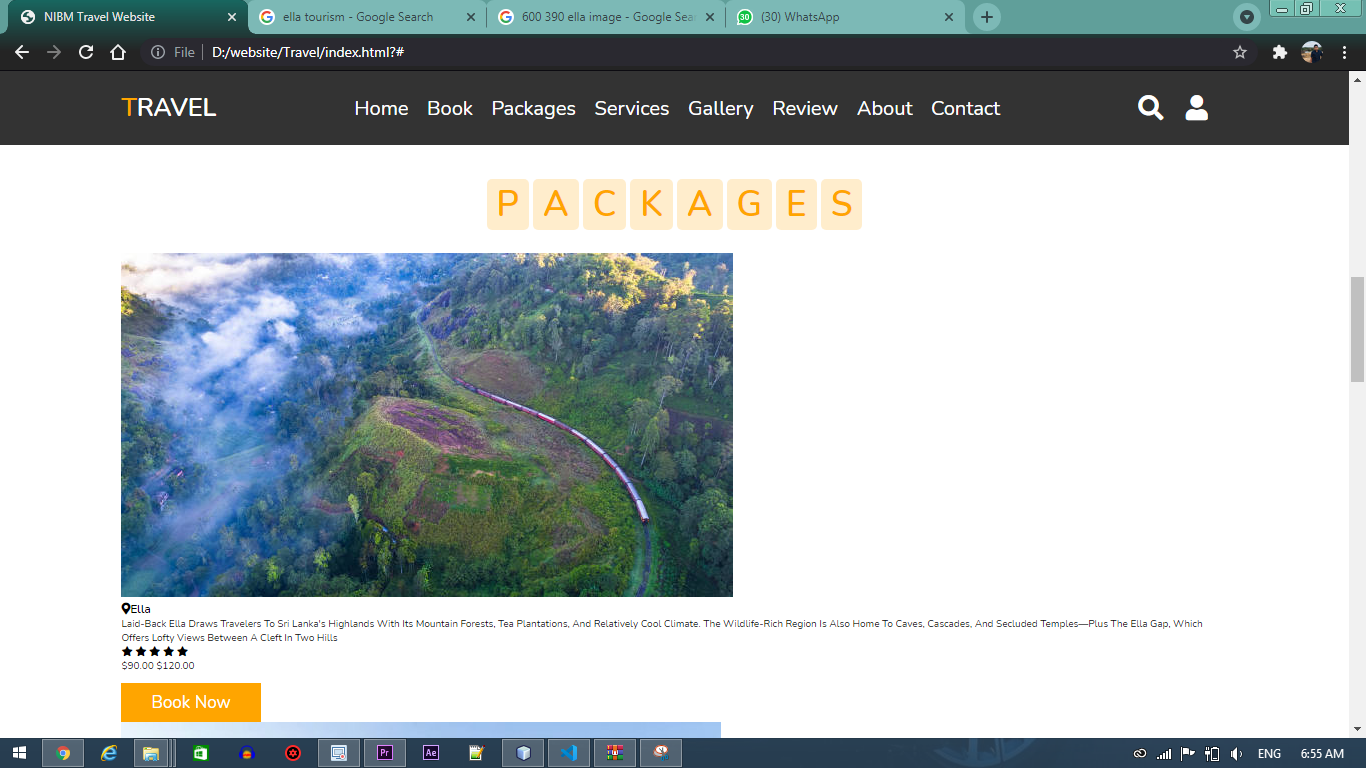 NIBM Travel Website
ella tourism - Google Search
600 390 ella image - Google Sea
30
(30) WhatsApp
File
D:/website/Travel/index.html?#
TRAVEL
Home Book Packages Services Gallery Review About Contact
PACKAGES
Ella
Laid-Back Ella Draws Travelers To Sri Lanka's Highlands With Its Mountain Forests, Tea Plantations, And Relatively Cool Climate. The Wildlife-Rich Region Is Also Home To Caves, Cascades, And Secluded Temples—Plus The Ella Gap, Which
Offers Lofty Views Between A Cleft In Two Hills
$90.00 $120.00
Book Now
Pr
Ae
ENG
6:55 AM